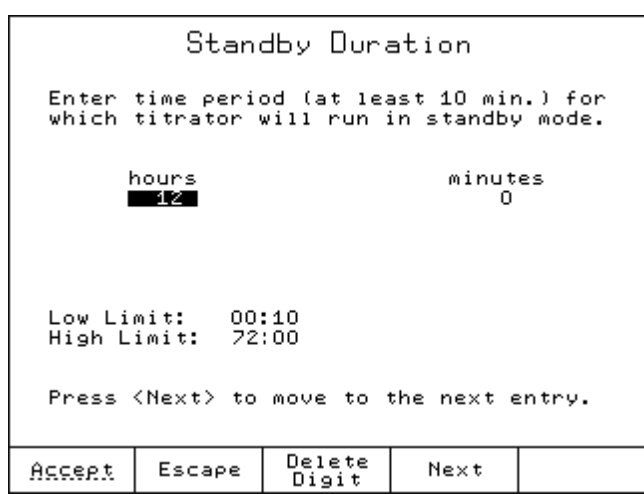 Standby Duration
Enter time period (at least 10 min.) for
which titrator will run in standby mode.
hours minutes
12 0
Low Limit: 00:10
High Limit: 72:00
Press <Next> to move to the next entry.
Accept Escape Delete Digit Next